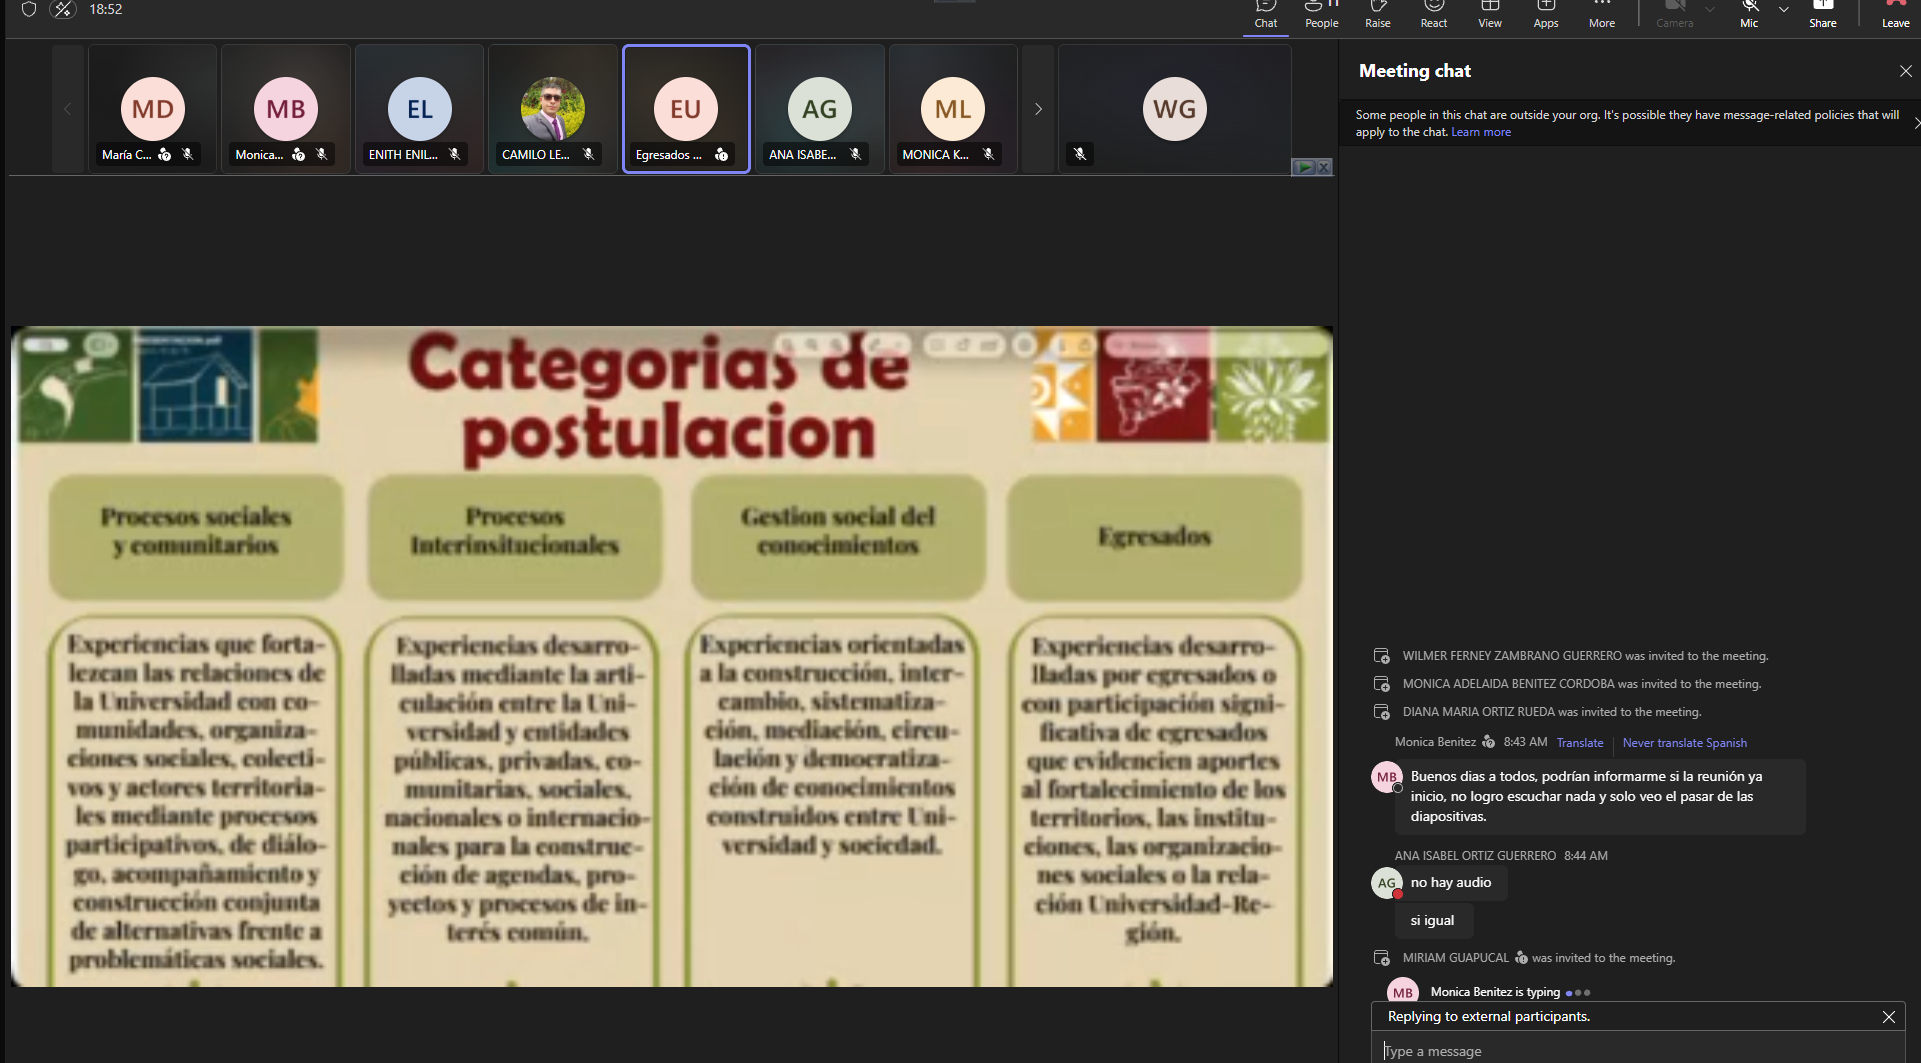 18:52
Chat
People
Raise
React
View
Apps
More
Camera
Mic
Share
Leave
MD
María C...
MB
Monica...
EL
ENITH ENIL...
CAMILO LE...
EU
Egresados ...
AG
ANA ISABE...
ML
MONICA K...
WG
Categorias de
postulacion
Procesos sociales
y comunitarios
Procesos
Interinsitucionales
Gestion social del
conocimientos
Egresados
Experiencias que forta-
lezcan las relaciones de
la Universidad con co-
munidades, organiza-
ciones sociales, colecti-
vos y actores territoria-
les mediante procesos
participativos, de diálo-
go, acompañamiento y
construcción conjunta
de alternativas frente a
problemáticas sociales.
Experiencias desarro-
lladas mediante la arti-
culación entre la Uni-
versidad y entidades
públicas, privadas, co-
munitarias, sociales,
nacionales o internacio-
nales para la construc-
ción de agendas, pro-
yectos y procesos de in-
terés común.
Experiencias orientadas
a la construcción, inter-
cambio, sistematiza-
ción, mediación, circu-
lación y democratiza-
ción de conocimientos
construidos entre Uni-
versidad y sociedad.
Experiencias desarro-
lladas por egresados o
con participación signi-
ficativa de egresados
que evidencien aportes
al fortalecimiento de los
territorios, las institu-
ciones, las organizacio-
nes sociales o la rela-
ción Universidad-Re-
gión.
Meeting chat
Some people in this chat are outside your org. It's possible they have message-related policies that will
apply to the chat. Learn more
WILMER FERNEY ZAMBRANO GUERRERO was invited to the meeting.
MONICA ADELAIDA BENITEZ CORDOBA was invited to the meeting.
DIANA MARIA ORTIZ RUEDA was invited to the meeting.
Monica Benitez 8:43 AM Translate Never translate Spanish
MB
Buenos dias a todos, podrían informarme si la reunión ya
inicio, no logro escuchar nada y solo veo el pasar de las
diapositivas.
ANA ISABEL ORTIZ GUERRERO 8:44 AM
AG
no hay audio
si igual
MIRIAM GUAPUCAL was invited to the meeting.
MB
Monica Benitez is typing
Replying to external participants.
Type a message